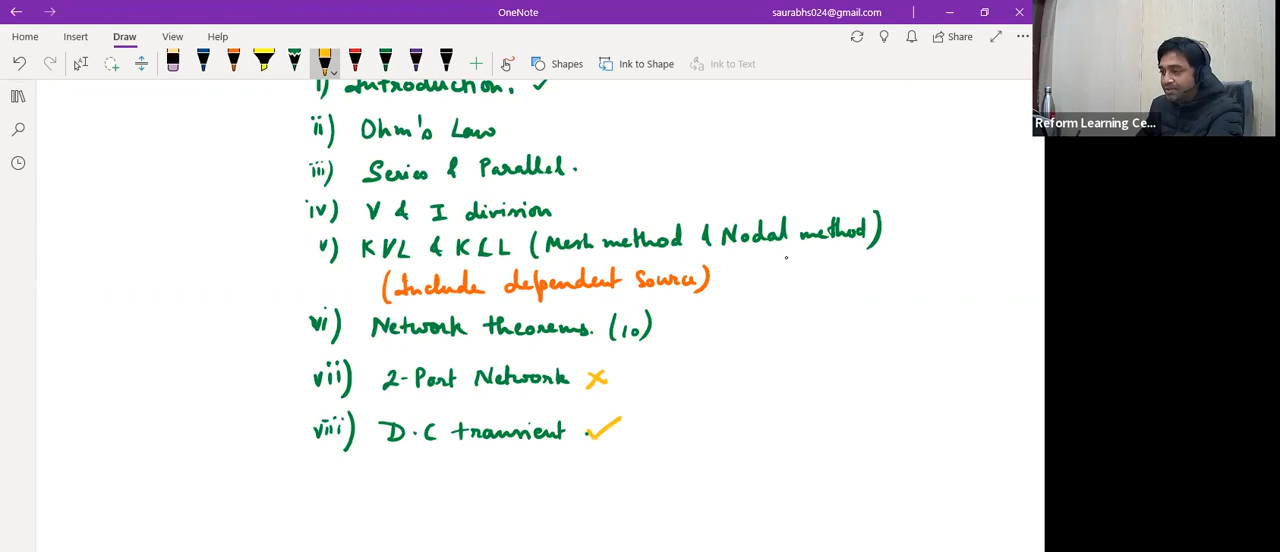 OneNote
saurabhs024@gmail.com
Home Insert Draw View Help
Share
Shapes Ink to Shape Ink to Text
Reform Learning Ce...
i) Introduction. ✓
ii) Ohm's Law
iii) Series & Parallel.
iv) V & I division
v) KVL & KCL (Mesh method & Nodal method)
(Include dependent source)
vi) Network theorems. (10)
vii) 2-Port Network ✗
viii) D.C transient. ✓